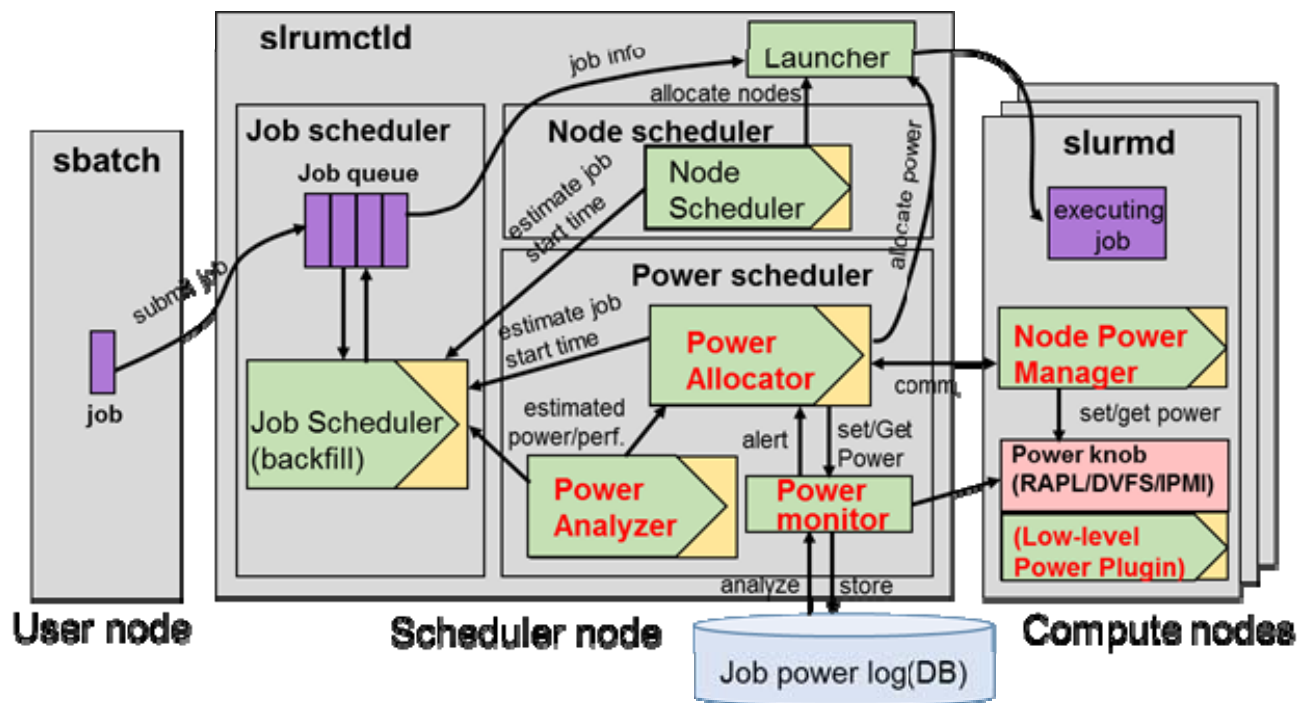 slrumctld
Launcher
job info
allocate nodes
sbatch
submit job
job
User node
Job scheduler
Job queue
Job Scheduler
(backfill)
Node scheduler
Node
Scheduler
estimate job
start time
allocate power
Power scheduler
estimate job
start time
Power
Allocator
estimated
power/perf.
Power
Analyzer
alert
set/Get
Power
Power
monitor
analyze
store
Scheduler node
Job power log(DB)
comm.
slurmd
executing
job
Node Power
Manager
set/get power
Power knob
(RAPL/DVFS/IPMI)
(Low-level
Power Plugin)
Compute nodes